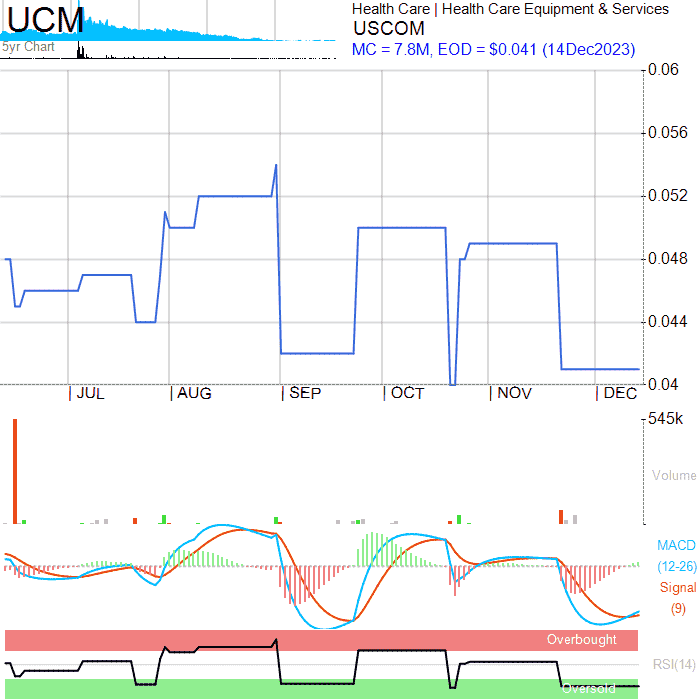 UCM
5yr Chart
Health Care | Health Care Equipment & Services
USCOM
MC = 7.8M, EOD = $0.041 (14Dec2023)
0.06
0.056
0.052
0.048
0.044
0.04
JUL AUG SEP OCT NOV DEC
545k
Volume
MACD
(12-26)
Signal
(9)
Overbought
RSI(14)
Oversold